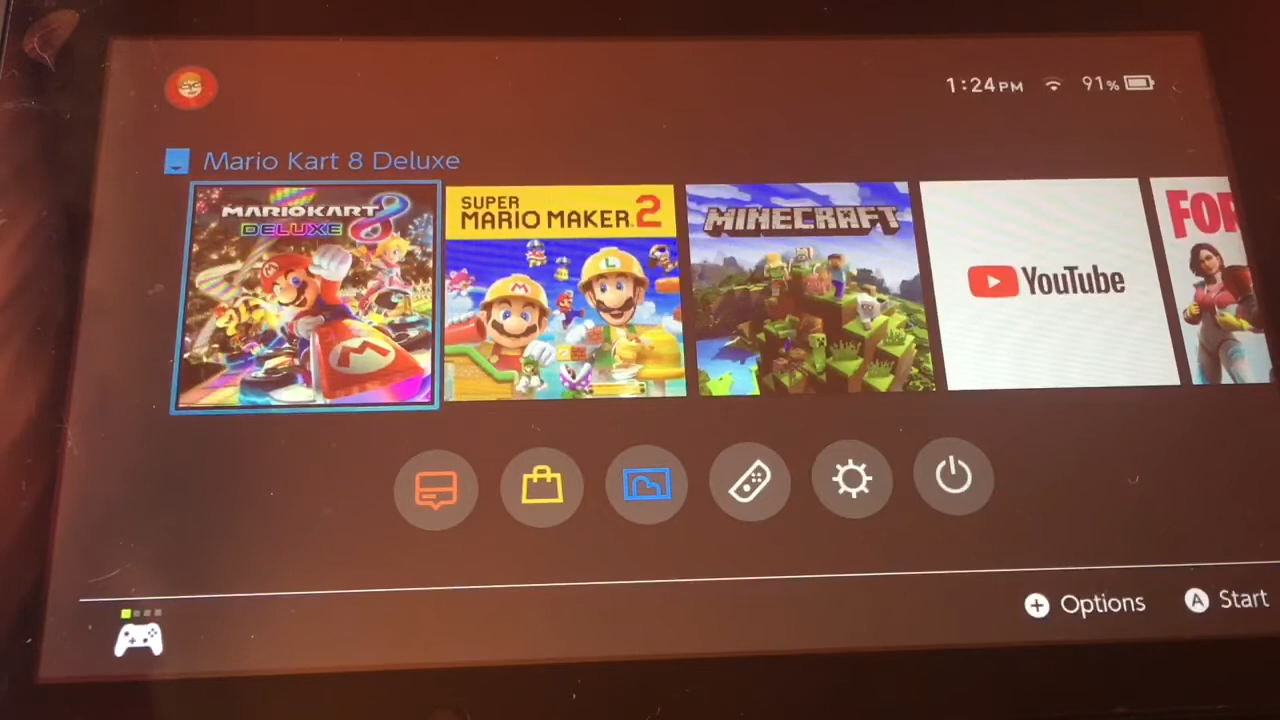 1:24 PM 91%
Mario Kart 8 Deluxe
MARIOKART 8
DELUXE
SUPER
MARIO MAKER 2
MINECRAFT
YouTube
FOR
Options
A Start